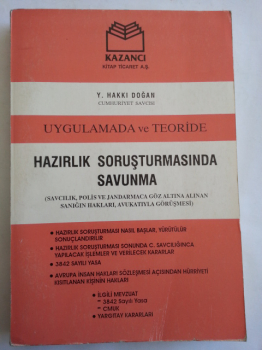 KAZANCI
KİTAP TİCARET A.Ş.
Y. HAKKI DOĞAN
CUMHURİYET SAVCISI
UYGULAMADA ve TEORİDE
HAZIRLIK SORUŞTURMASINDA
SAVUNMA
(SAVCILIK, POLİS VE JANDARMACA GÖZ ALTINA ALINAN
SANIĞIN HAKLARI, AVUKATIYLA GÖRÜŞMESİ)
• HAZIRLIK SORUŞTURMASI NASIL BAŞLAR, YÜRÜTÜLÜR
SONUÇLANDIRILIR
• HAZIRLIK SORUŞTURMASI SONUNDA C. SAVCILIĞINCA
YAPILACAK İŞLEMLER VE VERİLECEK KARARLAR
• 3842 SAYILI YASA
• AVRUPA İNSAN HAKLARI SÖZLEŞMESİ AÇISINDAN HÜRRİYETİ
KISITLANAN KİŞİNİN HAKLARI
• İLGİLİ MEVZUAT
– 3842 Sayılı Yasa
– CMUK
• YARGITAY KARARLARI